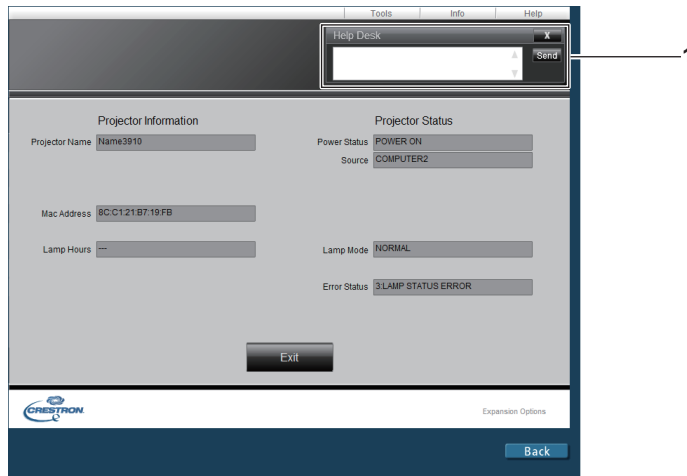 Tools Info Help
Help Desk X
Send
1
Projector Information Projector Status
Projector Name Name3910 Power Status POWER ON
Source COMPUTER2
Mac Address 8C:C1:21:B7:19:FB
Lamp Hours --- Lamp Mode NORMAL
Error Status 3:LAMP STATUS ERROR
Exit
CRESTRON.
Expansion Options
Back